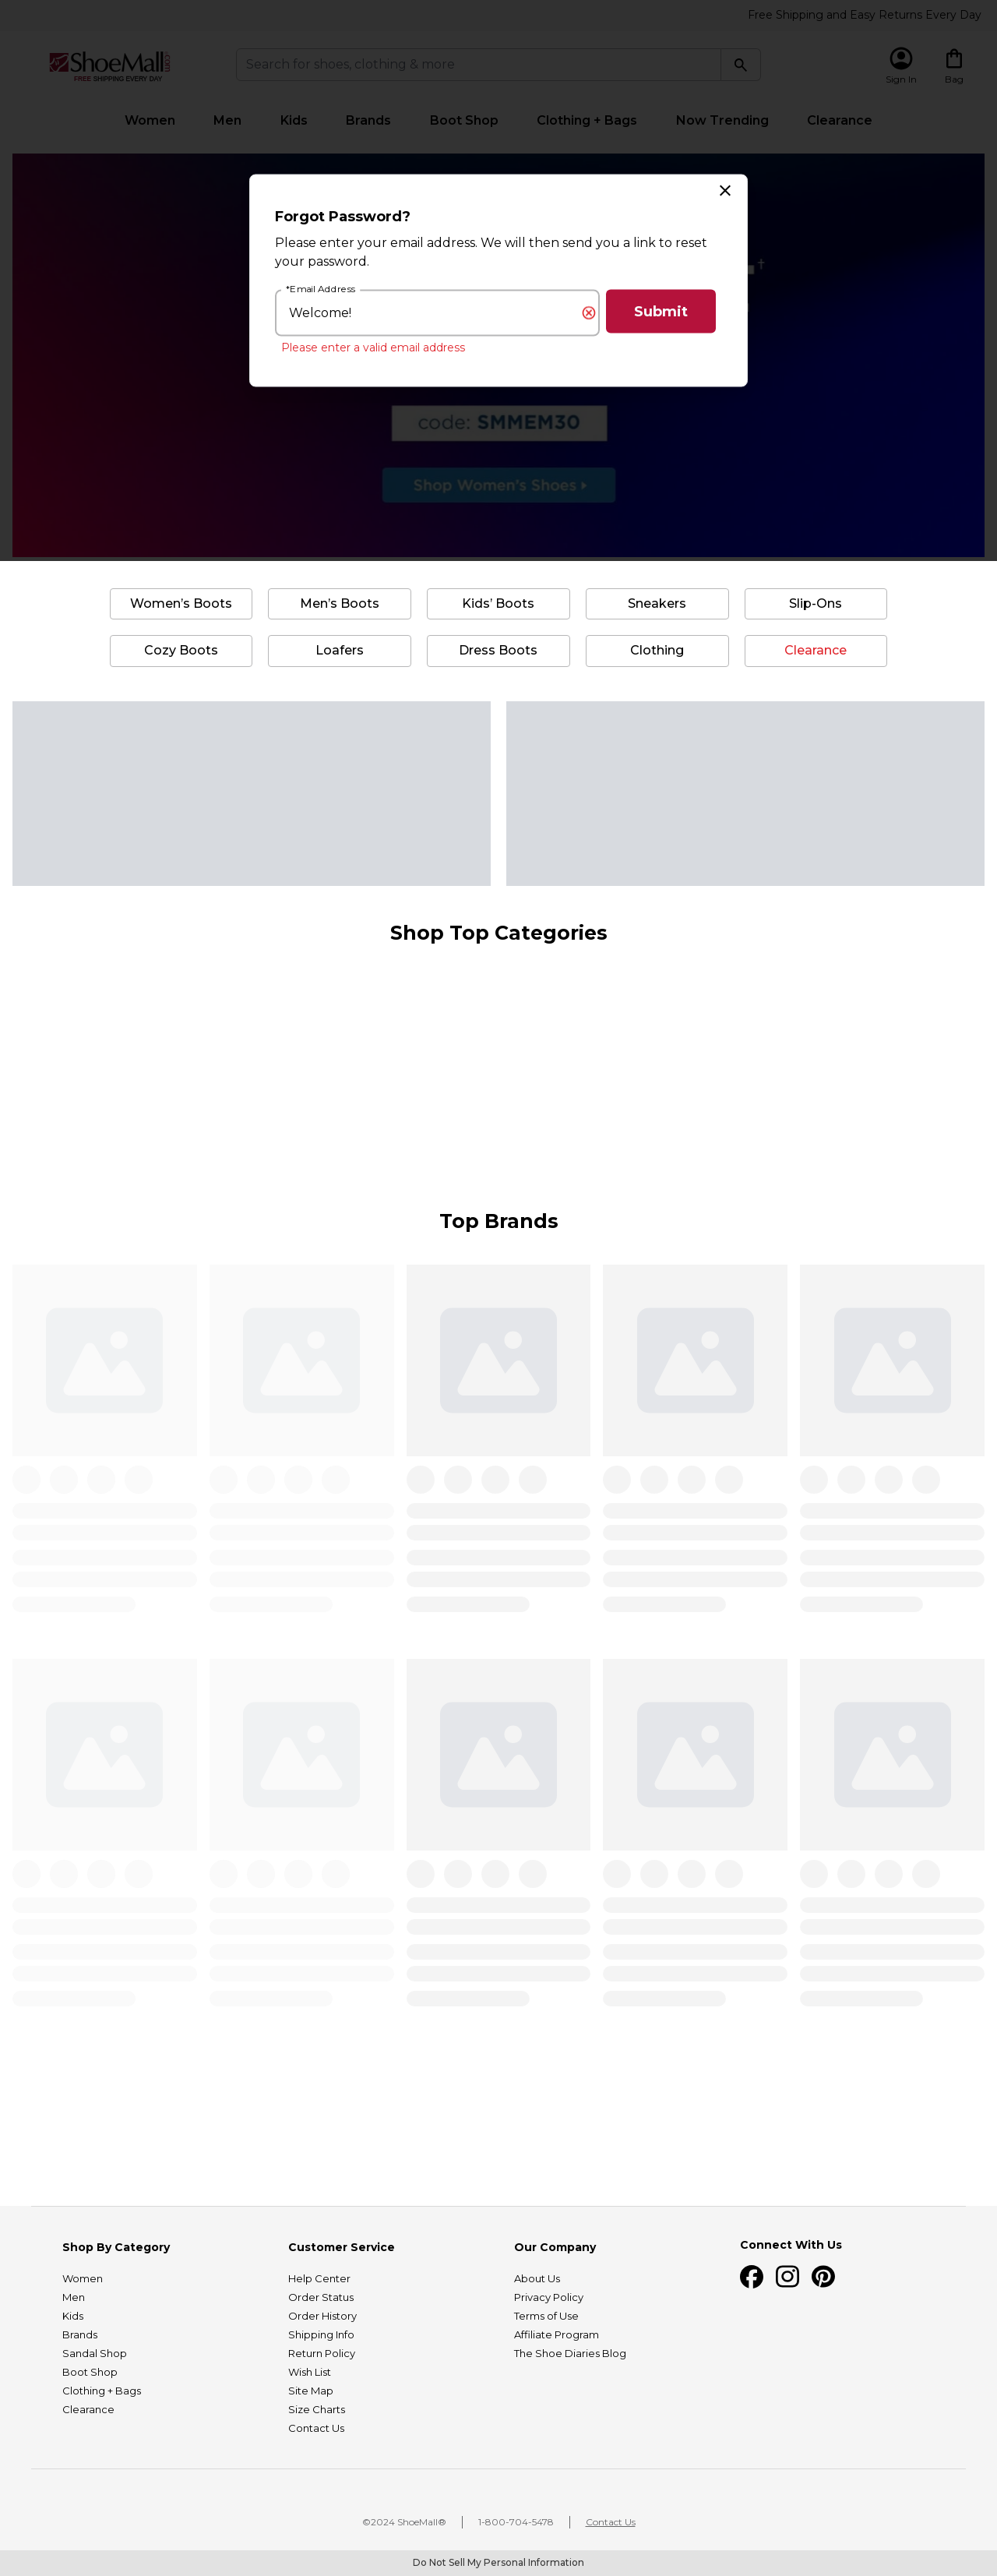 Free Shipping and Easy Returns Every Day
ShoeMall.com
FREE SHIPPING EVERY DAY
Search for shoes, clothing & more
Sign In
Bag
Women
Men
Kids
Brands
Boot Shop
Clothing + Bags
Now Trending
Clearance
Forgot Password?
Please enter your email address. We will then send you a link to reset
your password.
*Email Address
Welcome!
Submit
Please enter a valid email address
†
code: SMMEM30
Shop Women's Shoes
Women’s Boots
Men’s Boots
Kids’ Boots
Sneakers
Slip-Ons
Cozy Boots
Loafers
Dress Boots
Clothing
Clearance
Shop Top Categories
Top Brands
Shop By Category
Women
Men
Kids
Brands
Sandal Shop
Boot Shop
Clothing + Bags
Clearance
Customer Service
Help Center
Order Status
Order History
Shipping Info
Return Policy
Wish List
Site Map
Size Charts
Contact Us
Our Company
About Us
Privacy Policy
Terms of Use
Affiliate Program
The Shoe Diaries Blog
Connect With Us
©2024 ShoeMall®
1-800-704-5478
Contact Us
Do Not Sell My Personal Information